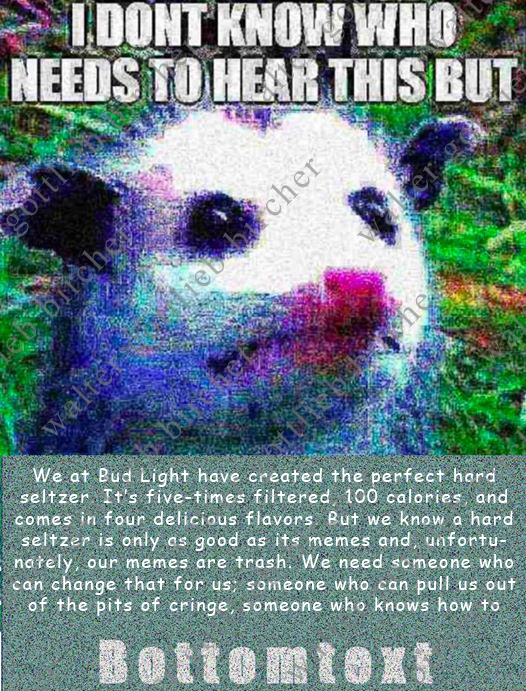 I DONT KNOW WHO
NEEDS TO HEAR THIS BUT
walter gottlieb butcher
We at Bud Light have created the perfect hard
seltzer. It's five-times filtered, 100 calories, and
comes in four delicious flavors. But we know a hard
seltzer is only as good as its memes and, unfortu-
nately, our memes are trash. We need someone who
can change that for us; someone who can pull us out
of the pits of cringe, someone who knows how to
Bottomtext